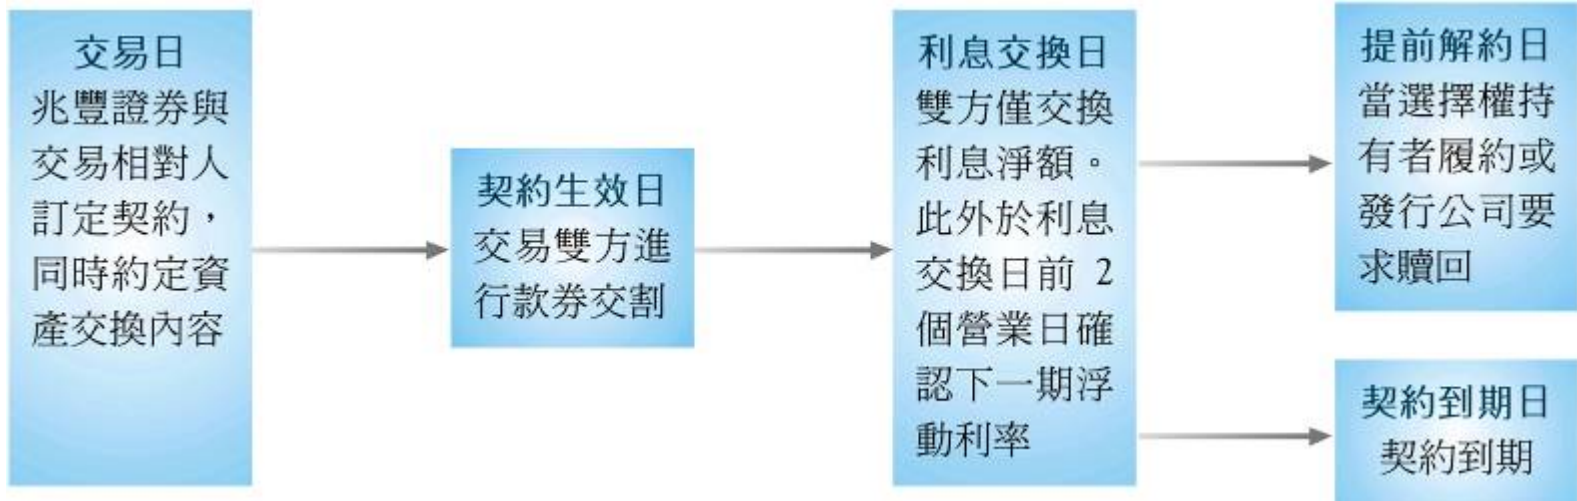 交易日
兆豐證券與
交易相對人
訂定契約，
同時約定資
產交換內容
契約生效日
交易雙方進
行款券交割
利息交換日
雙方僅交換
利息淨額。
此外於利息
交換日前 2
個營業日確
認下一期浮
動利率
提前解約日
當選擇權持
有者履約或
發行公司要
求贖回
契約到期日
契約到期